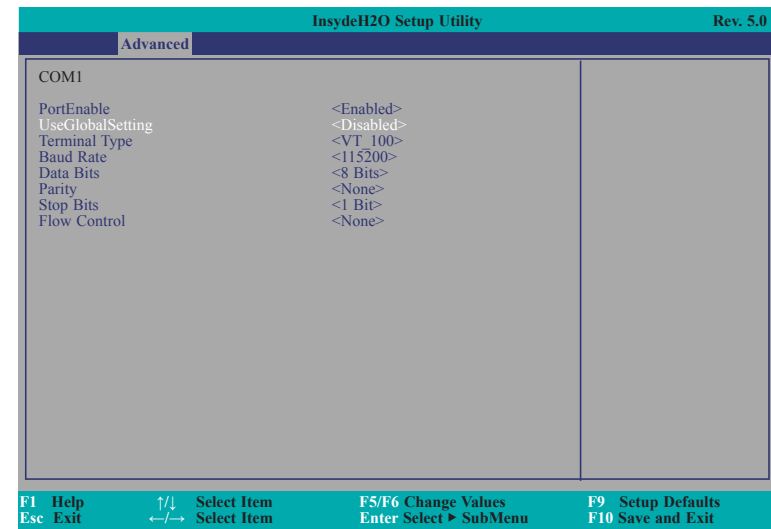 InsydeH2O Setup Utility Rev. 5.0
Advanced
COM1
PortEnable <Enabled>
UseGlobalSetting <Disabled>
Terminal Type <VT_100>
Baud Rate <115200>
Data Bits <8 Bits>
Parity <None>
Stop Bits <1 Bit>
Flow Control <None>
F1 Help ↑/↓ Select Item F5/F6 Change Values F9 Setup Defaults
Esc Exit ←/→ Select Item Enter Select ▶ SubMenu F10 Save and Exit